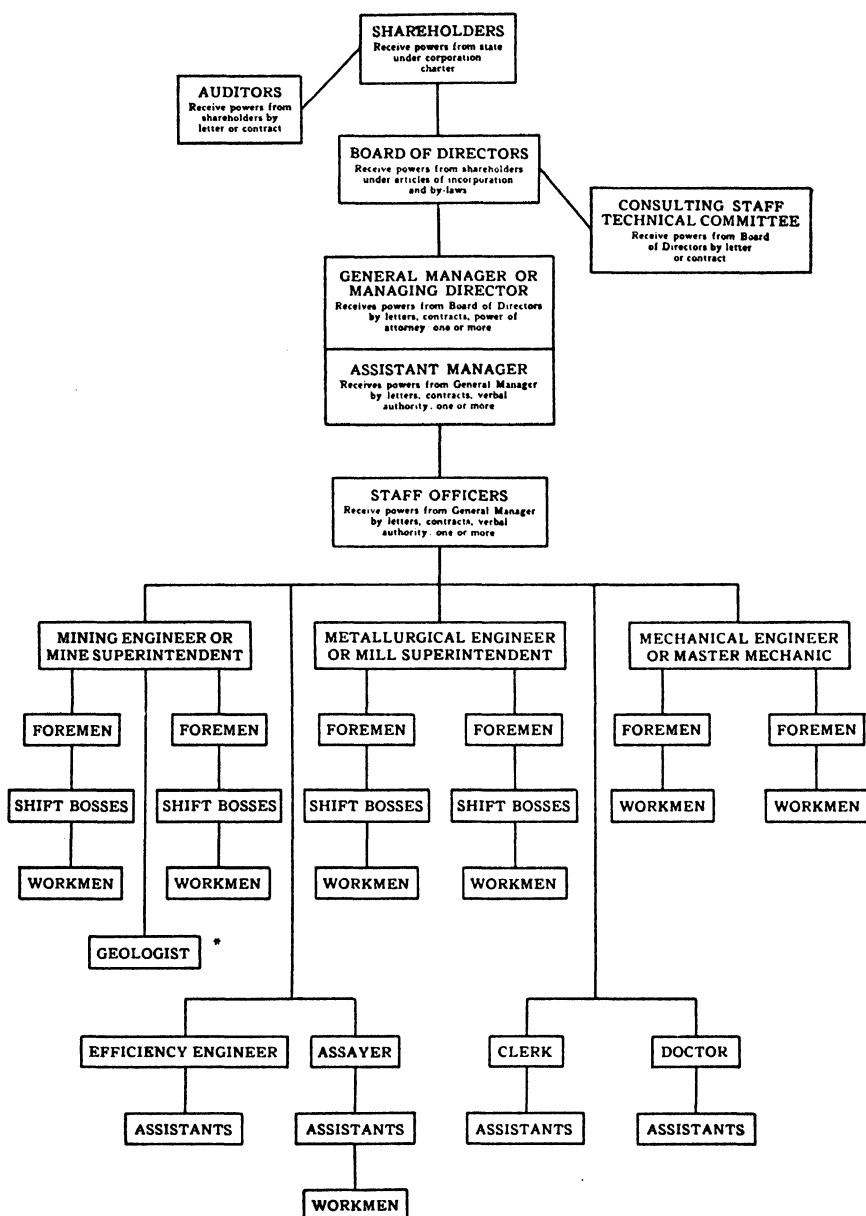 SHAREHOLDERS
Receive powers from state
under corporation
charter
AUDITORS
Receive powers from
shareholders by
letter or contract
BOARD OF DIRECTORS
Receive powers from shareholders
under articles of incorporation
and by-laws
CONSULTING STAFF
TECHNICAL COMMITTEE
Receive powers from Board
of Directors by letter
or contract
GENERAL MANAGER OR
MANAGING DIRECTOR
Receives powers from Board of Directors
by letters, contracts, power of
attorney: one or more
ASSISTANT MANAGER
Receives powers from General Manager
by letters, contracts, verbal
authority: one or more
STAFF OFFICERS
Receive powers from General Manager
by letters, contracts, verbal
authority: one or more
MINING ENGINEER OR
MINE SUPERINTENDENT
METALLURGICAL ENGINEER
OR MILL SUPERINTENDENT
MECHANICAL ENGINEER
OR MASTER MECHANIC
FOREMEN FOREMEN FOREMEN FOREMEN FOREMEN FOREMEN
SHIFT BOSSES SHIFT BOSSES SHIFT BOSSES SHIFT BOSSES WORKMEN WORKMEN
WORKMEN WORKMEN WORKMEN WORKMEN
GEOLOGIST *
EFFICIENCY ENGINEER ASSAYER CLERK DOCTOR
ASSISTANTS ASSISTANTS ASSISTANTS ASSISTANTS
WORKMEN